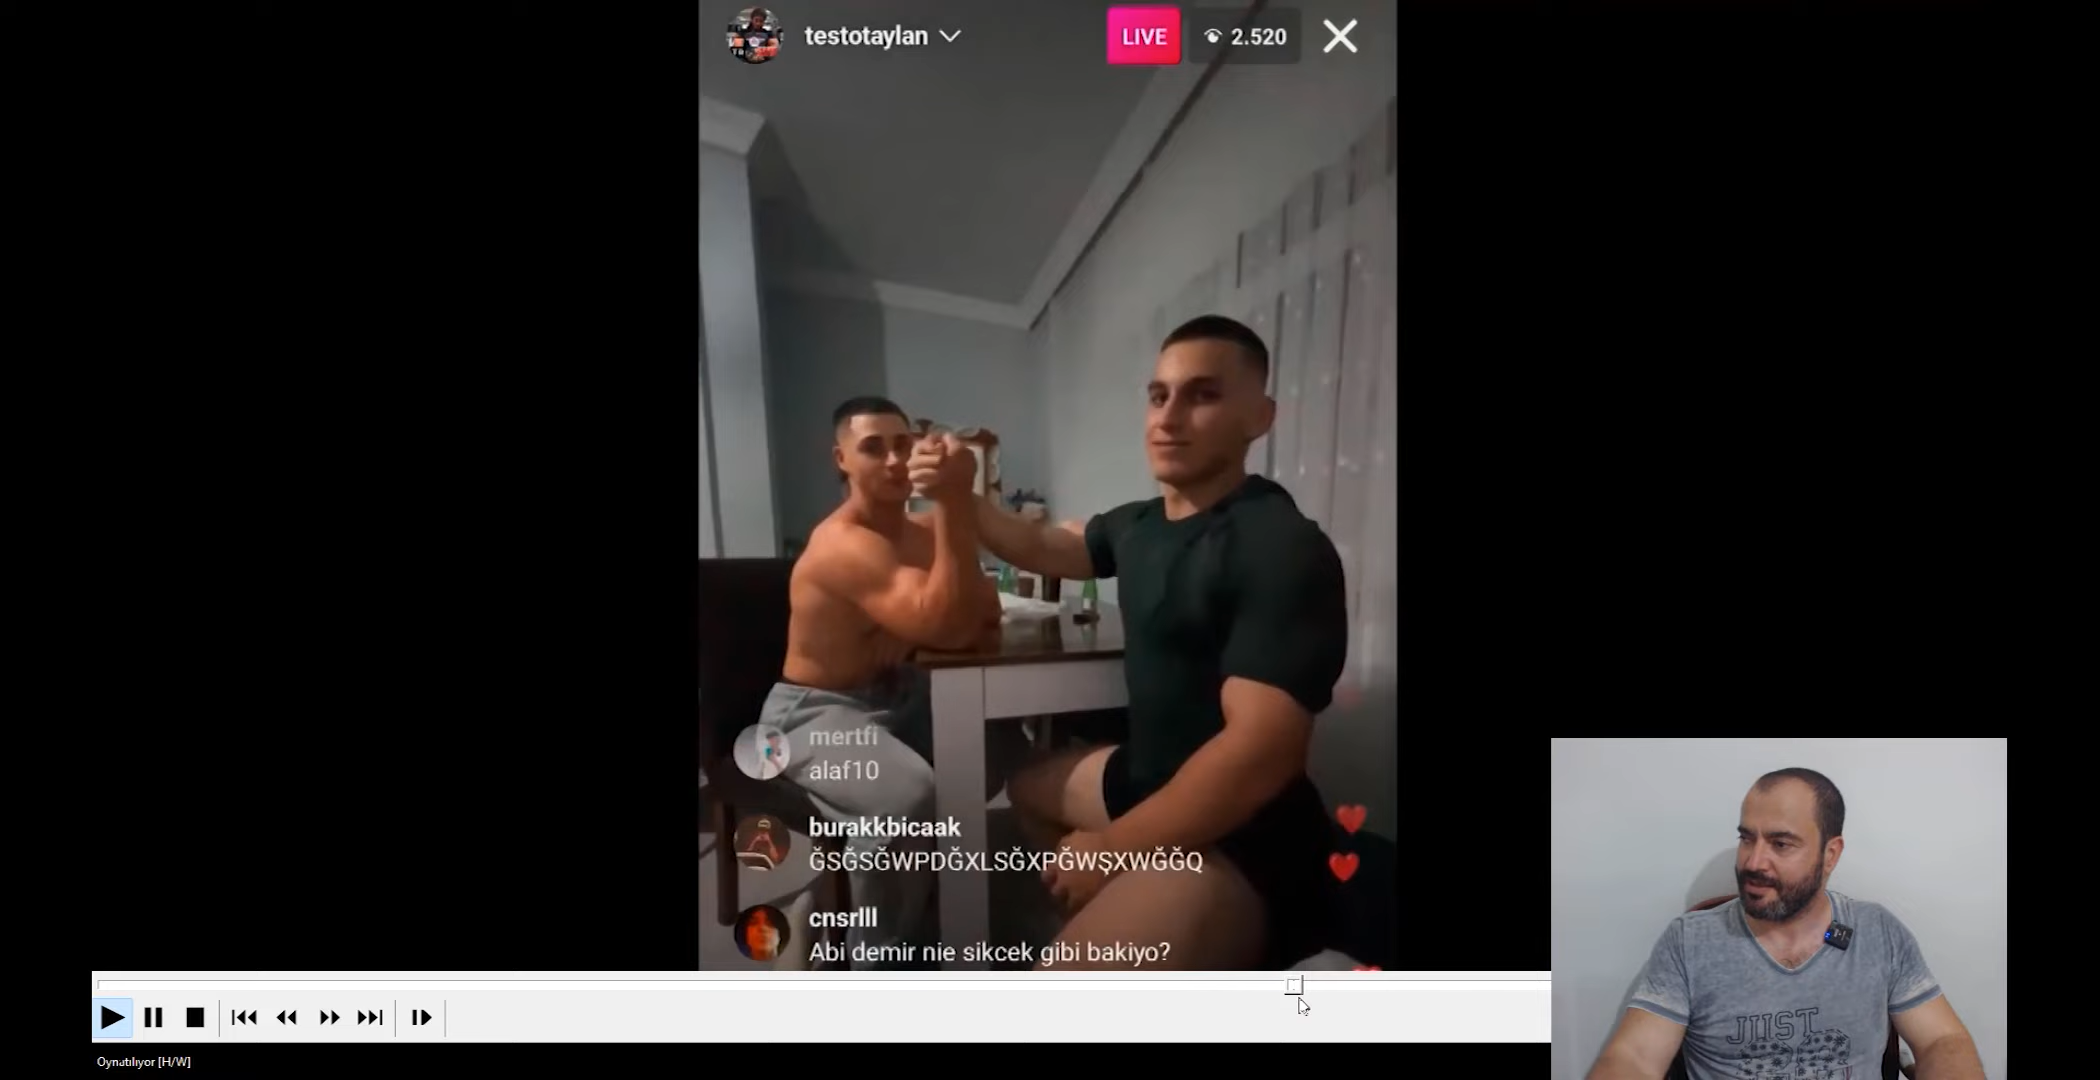 testotaylan
LIVE
2.520
mertfi
alaf10
burakkbicaak
ĞSĞSĞWPDĞXLSĞXPĞWŞXWĞĞQ
cnsrlll
Abi demir nie sikcek gibi bakiyo?
JUST
Oynatılıyor [H/W]